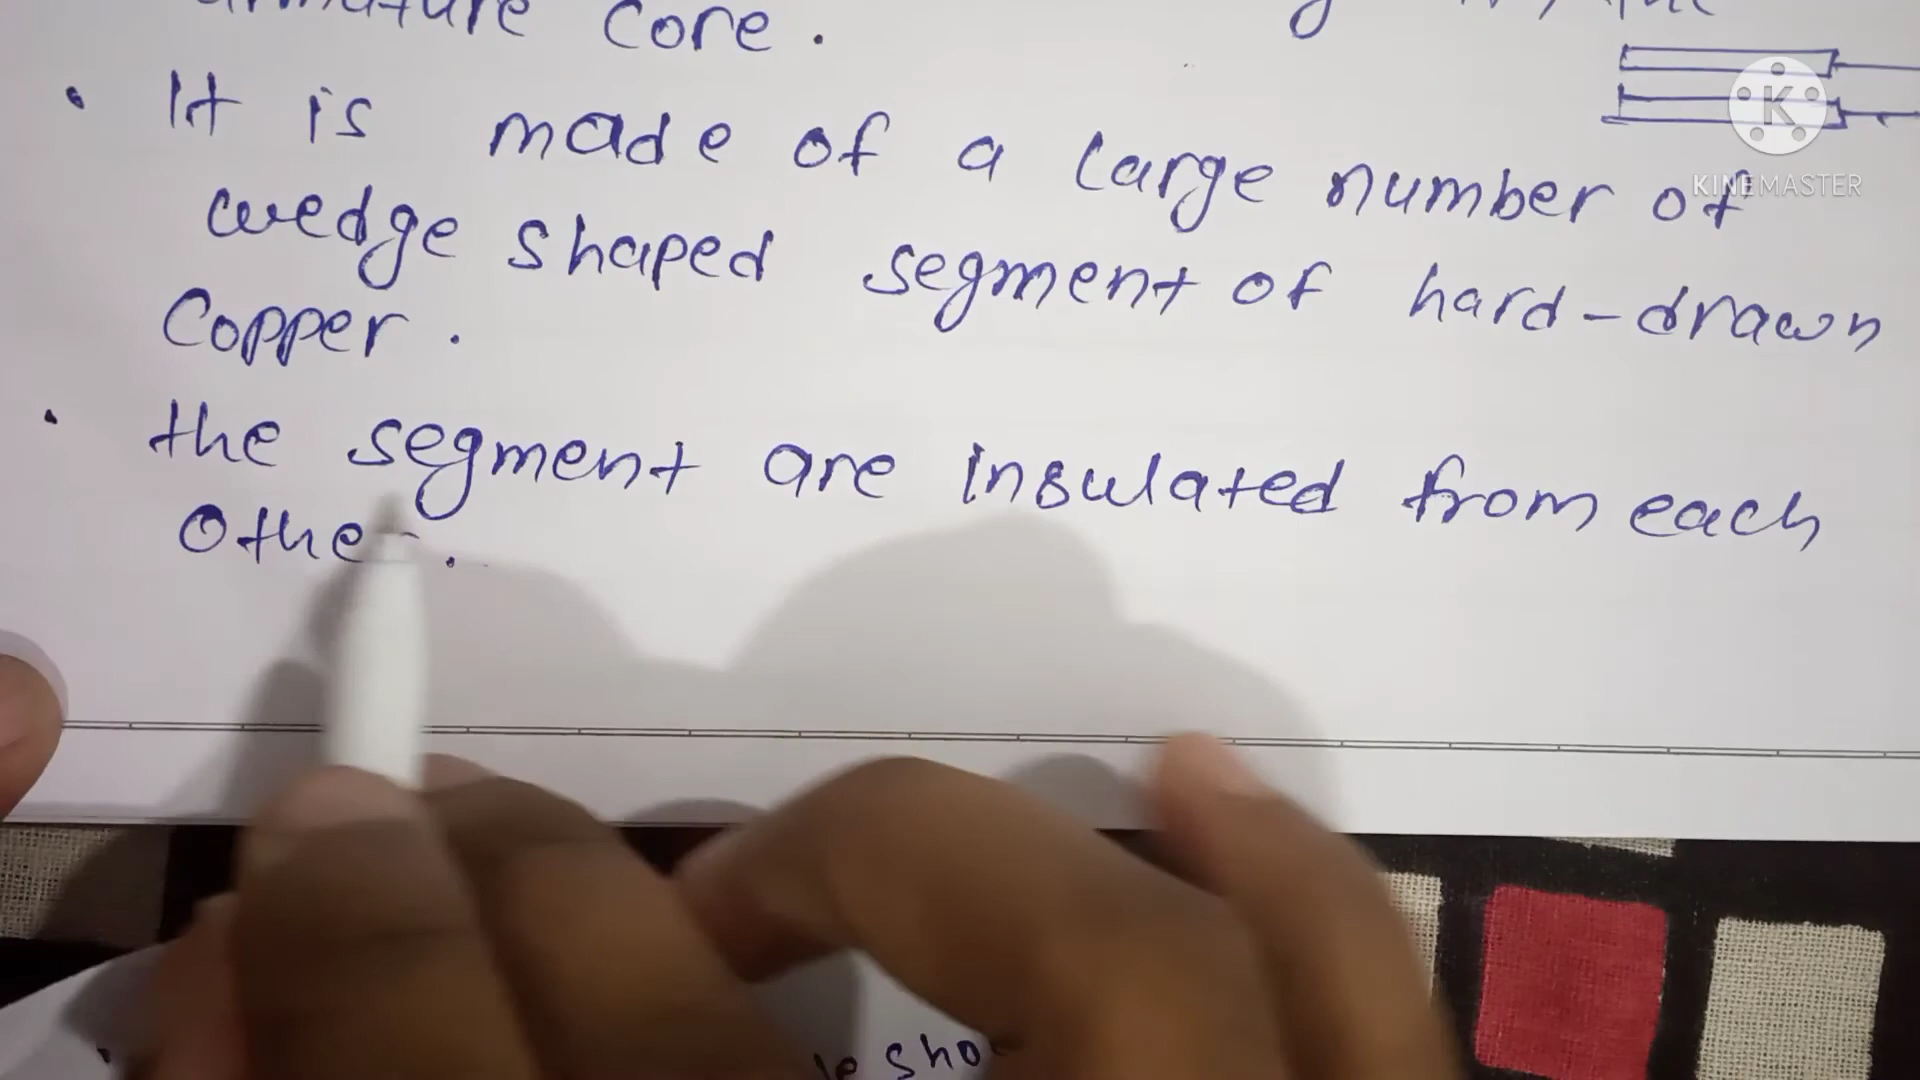 core.
• It is made of a large number of
wedge shaped segment of hard-drawn
Copper.
• the segment are insulated from each
Other.
K
KINEMASTER